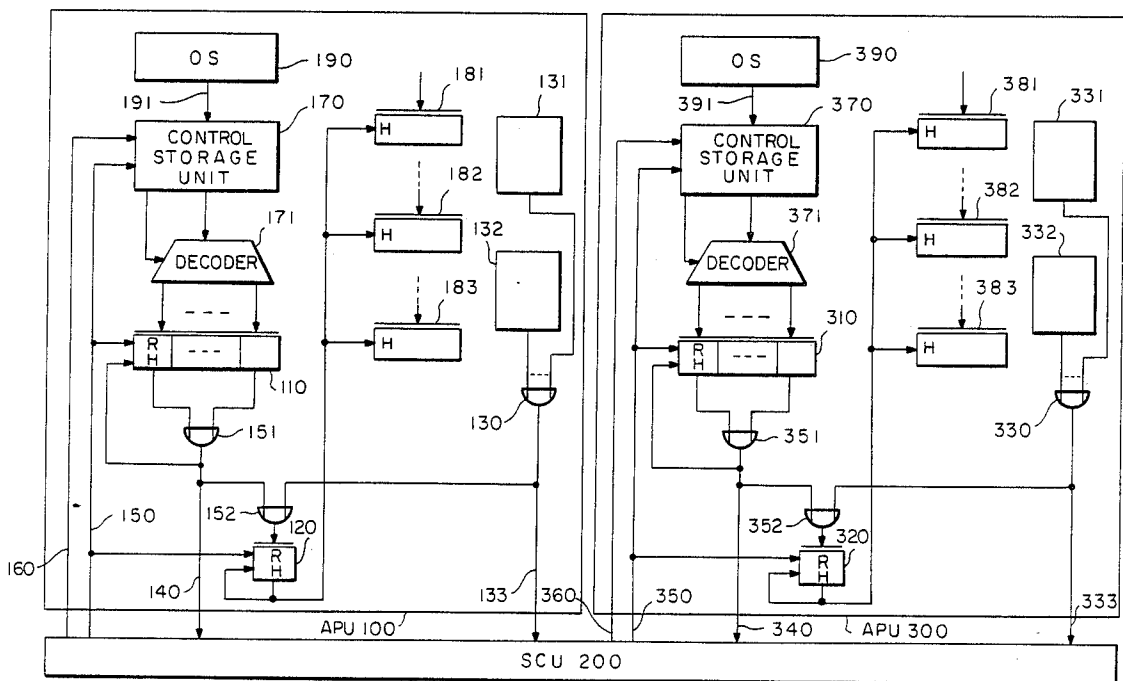 OS
190
191
170
CONTROL
STORAGE
UNIT
171
DECODER
R
H
---
110
151
152
120
R
H
150
160
140
181
H
182
H
183
H
131
132
130
133
APU 100
OS
390
391
370
CONTROL
STORAGE
UNIT
371
DECODER
310
R
H
---
351
352
320
R
H
360
350
340
381
H
382
H
383
H
331
332
330
333
APU 300
SCU 200